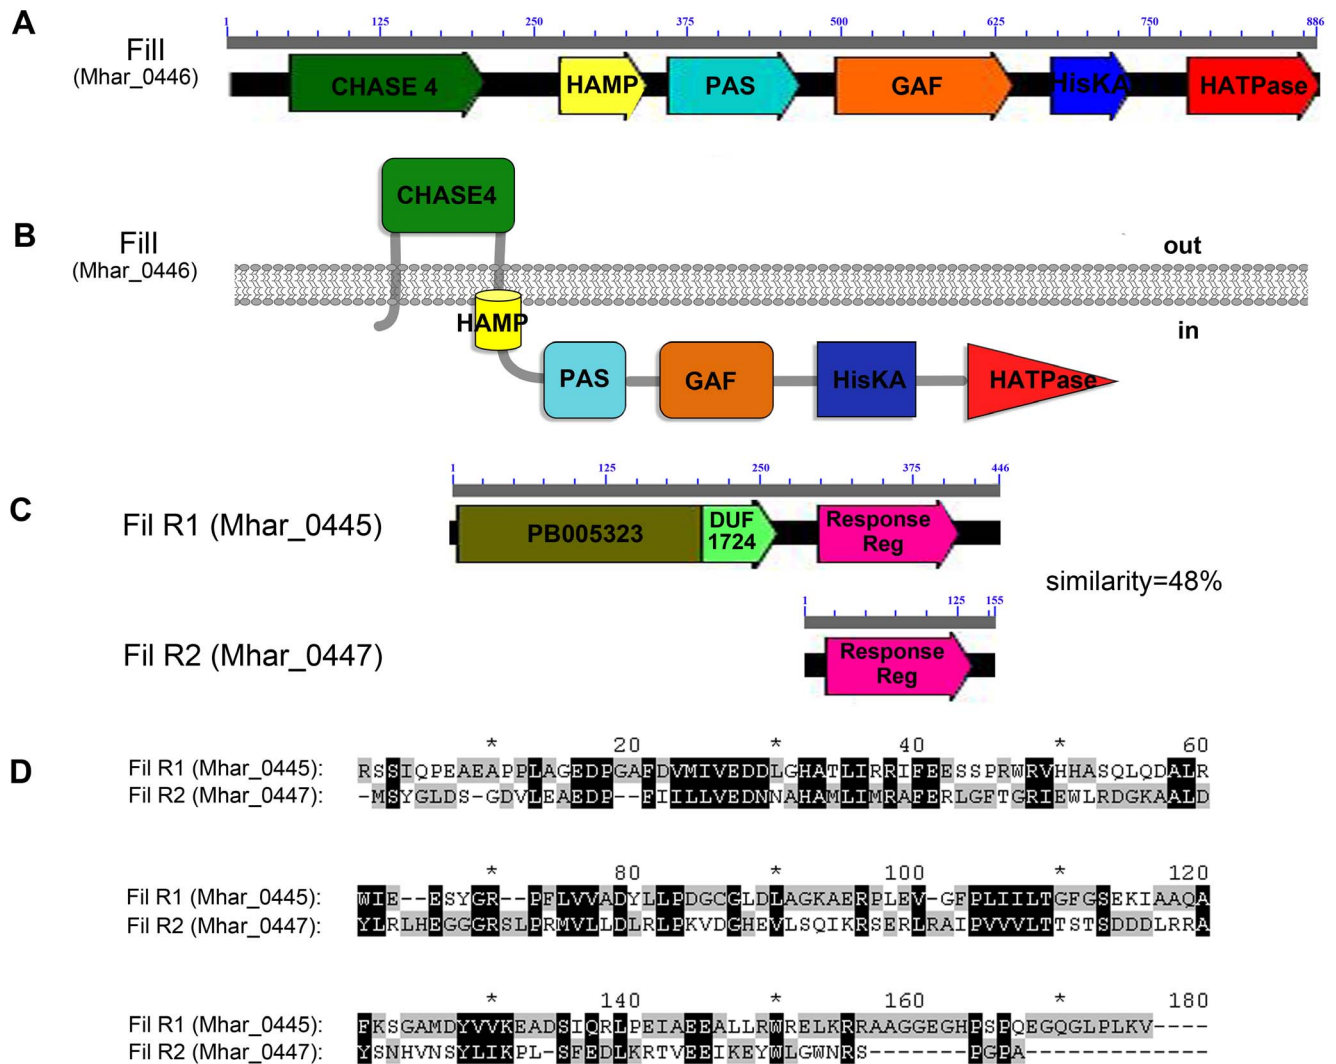 A
1 125 250 375 500 625 750 886
FilI
(Mhar_0446)
CHASE 4 HAMP PAS GAF HisKA HATPase
B
FilI
(Mhar_0446)
CHASE4
out
HAMP
in
PAS GAF HisKA HATPase
C
1 125 250 375 446
Fil R1 (Mhar_0445)
PB005323 DUF 1724 Response Reg
similarity=48%
1 125 155
Fil R2 (Mhar_0447)
Response Reg
D
* 20 * 40 * 60
Fil R1 (Mhar_0445): RSSIQPEAEAPPLAGEDPGAFDVMIVEDDLGHATLIRRIFEESSPRWRVHHASQLQDALR
Fil R2 (Mhar_0447): -MSYGLDS-GDVLEAEDP--FIILLVEDNNAHAMLIMRAFERLGFTGRIEWLRDGKAALD
* 80 * 100 * 120
Fil R1 (Mhar_0445): WIE--ESYGR--PFLVVADYLLPDGCGLDLAGKAERPLEV-GFPLIILTGFGSEKIAAQA
Fil R2 (Mhar_0447): YLRLHEGGGRSLPRMVLLDLRLPKVDGHEVLSQIKRSERLRAIPVVVLTTSTSDDDLRRA
* 140 * 160 * 180
Fil R1 (Mhar_0445): FKSGAMDYVVKEADSIQRLPEIAEEALLRWRELKRRAAGGEGHPSPQEGQGLPLKV----
Fil R2 (Mhar_0447): YSNHVNSYLIKPL-SFEDLKRTVEEIKEYWLGWNRS-------PGPA-------------